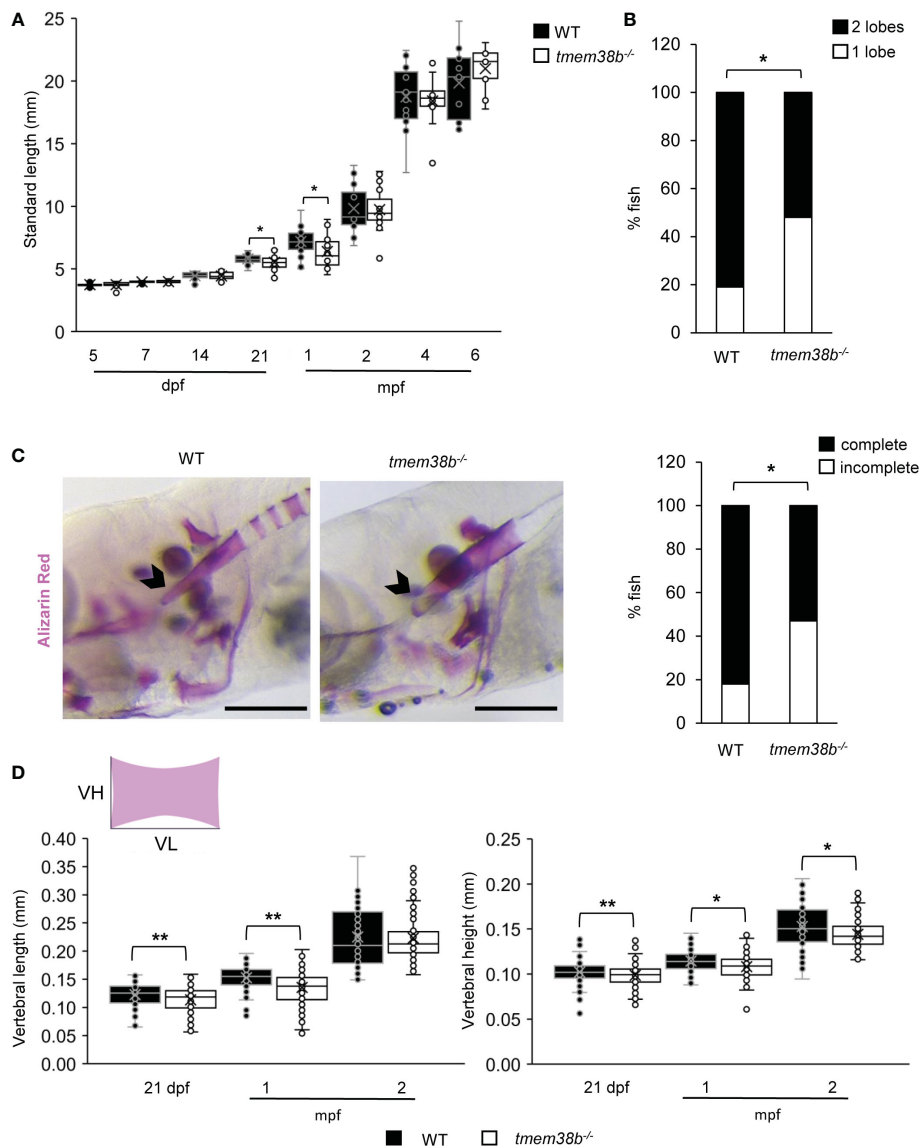 A
WT
tmem38b-/-
Standard length (mm)
25
20
15
10
5
0
*
*
5 7 14 21 1 2 4 6
dpf mpf
B
2 lobes
1 lobe
% fish
120
100
80
60
40
20
0
*
WT tmem38b-/-
C
WT tmem38b-/-
Alizarin Red
complete
incomplete
% fish
120
100
80
60
40
20
0
*
WT tmem38b-/-
D
VH
VL
Vertebral length (mm)
0.40
0.35
0.30
0.25
0.20
0.15
0.10
0.05
0.00
**
**
21 dpf 1 2
mpf
Vertebral height (mm)
0.25
0.20
0.15
0.10
0.05
0.00
**
*
*
21 dpf 1 2
mpf
WT tmem38b-/-